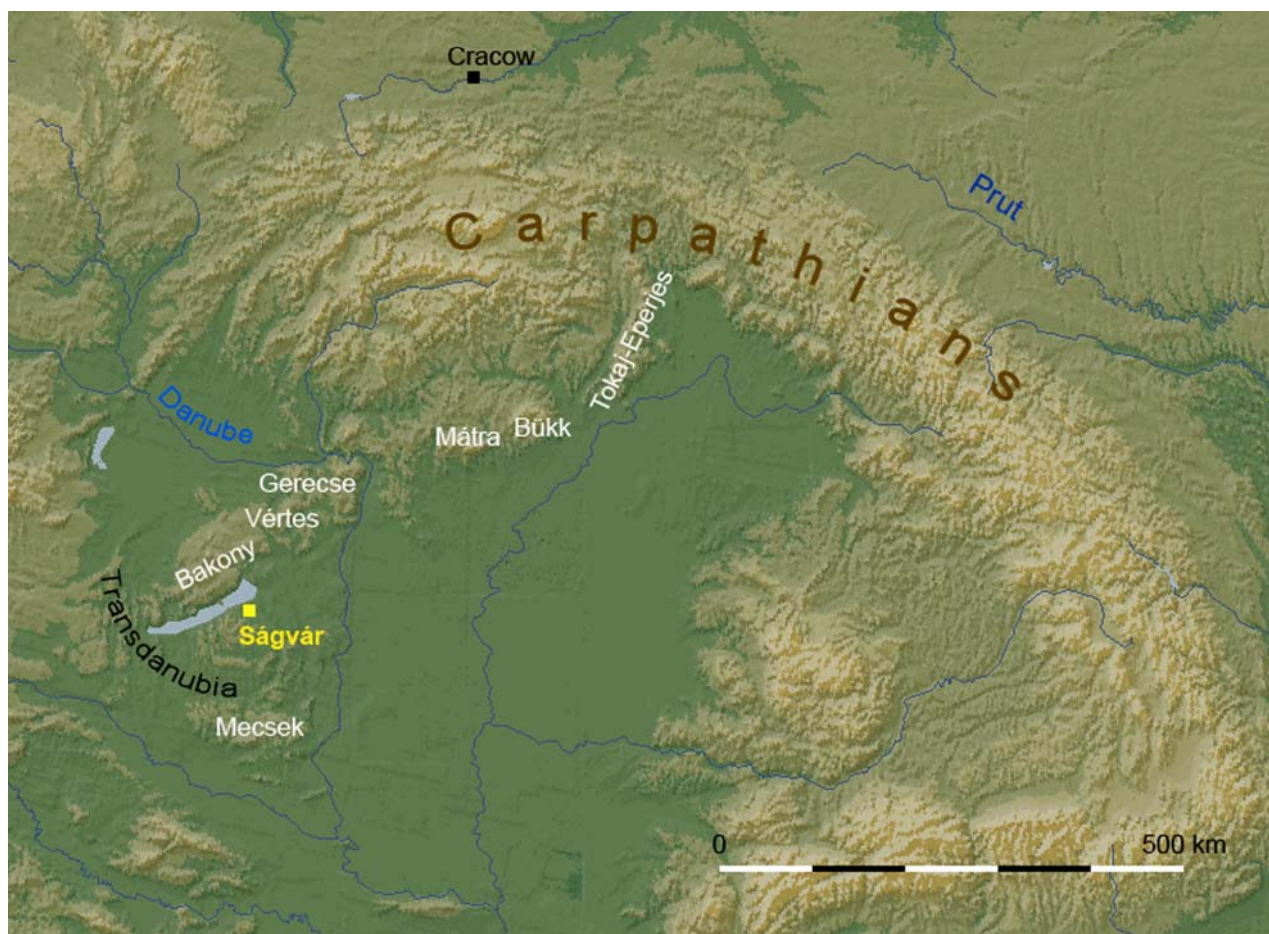 Cracow
Prut
Carpathians
Tokaj-Eperjes
Danube
Mátra
Bükk
Gerecse
Vértes
Bakony
Transdanubia
Ságvár
Mecsek
0
500 km